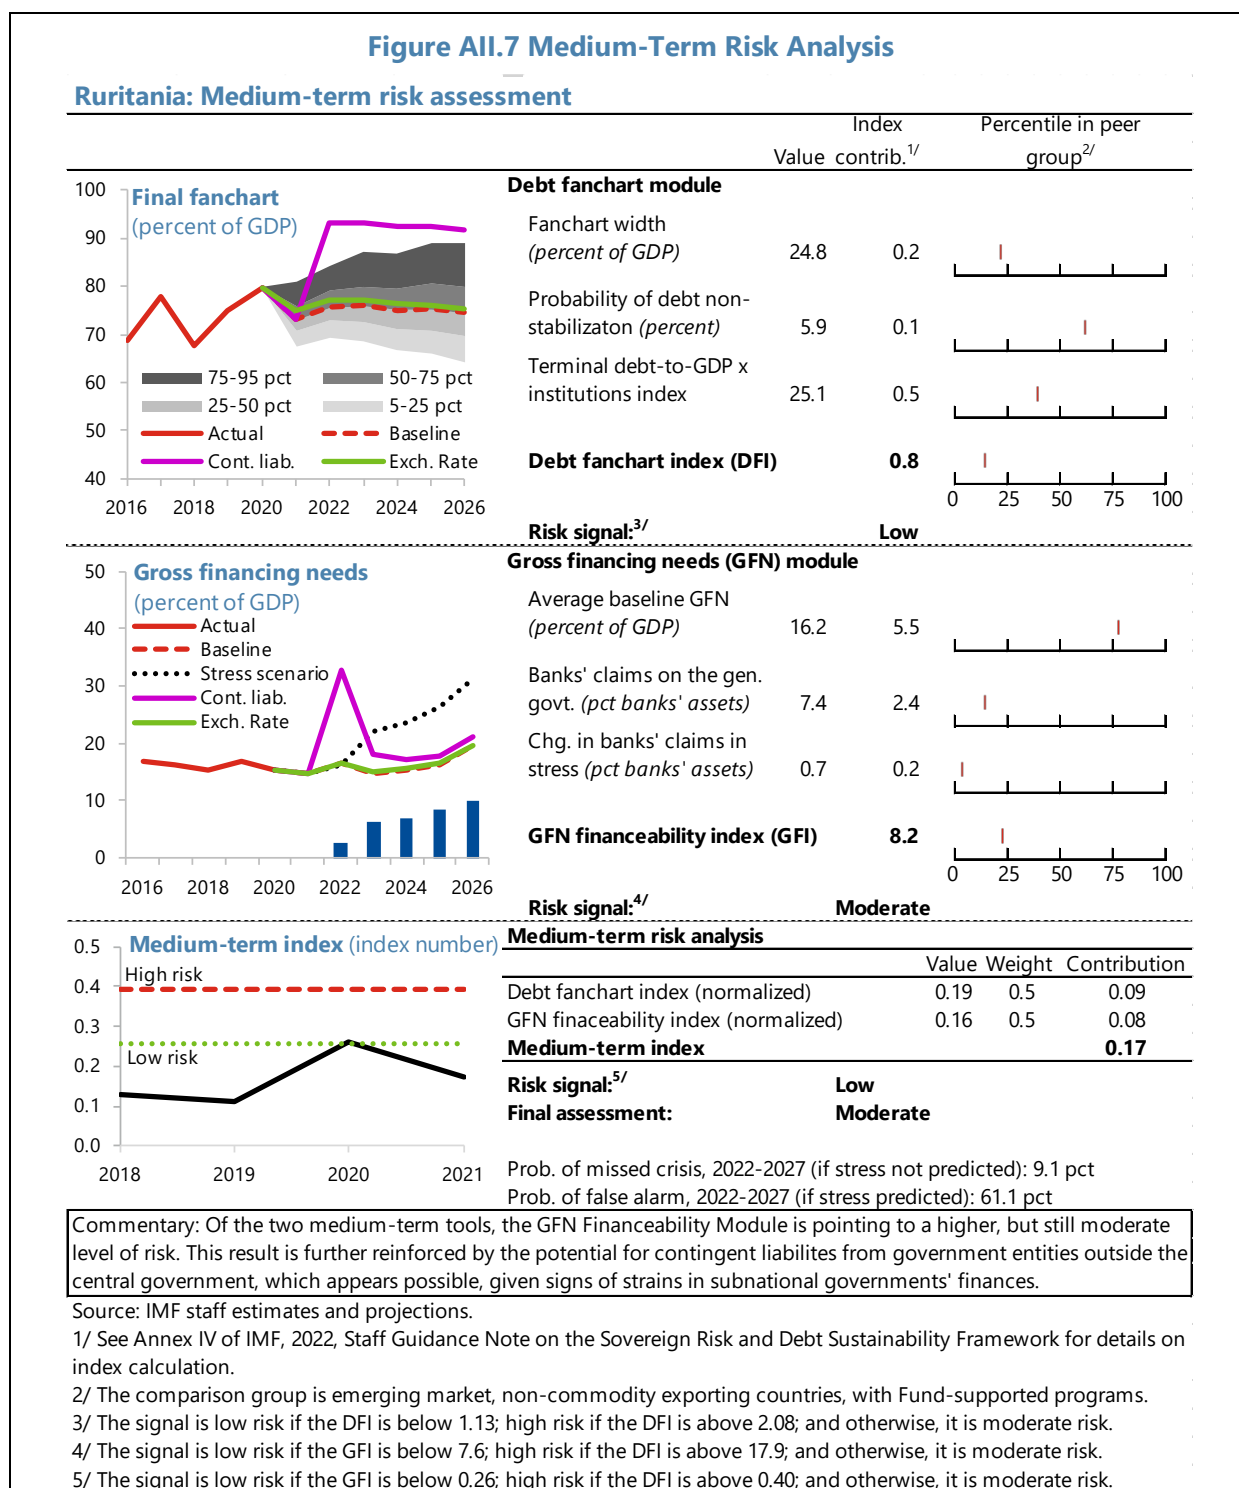 Figure AII.7 Medium-Term Risk Analysis
Ruritania: Medium-term risk assessment
Index
Percentile in peer
Value contrib.1/
group2/
Final fanchart
(percent of GDP)
100
90
80
70
60
50
40
75-95 pct
50-75 pct
25-50 pct
5-25 pct
Actual
Baseline
Cont. liab.
Exch. Rate
2016 2018 2020 2022 2024 2026
Debt fanchart module
Fanchart width
(percent of GDP) 24.8 0.2
Probability of debt non-
stabilizaton (percent) 5.9 0.1
Terminal debt-to-GDP x
institutions index 25.1 0.5
Debt fanchart index (DFI) 0.8
0 25 50 75 100
Risk signal:3/ Low
Gross financing needs
(percent of GDP)
50
40
30
20
10
0
Actual
Baseline
Stress scenario
Cont. liab.
Exch. Rate
2016 2018 2020 2022 2024 2026
Gross financing needs (GFN) module
Average baseline GFN
(percent of GDP) 16.2 5.5
Banks' claims on the gen.
govt. (pct banks' assets) 7.4 2.4
Chg. in banks' claims in
stress (pct banks' assets) 0.7 0.2
GFN financeability index (GFI) 8.2
0 25 50 75 100
Risk signal:4/ Moderate
Medium-term index (index number)
0.5
0.4
0.3
0.2
0.1
0.0
High risk
Low risk
2018 2019 2020 2021
Medium-term risk analysis
Value Weight Contribution
Debt fanchart index (normalized) 0.19 0.5 0.09
GFN finaceability index (normalized) 0.16 0.5 0.08
Medium-term index 0.17
Risk signal:5/ Low
Final assessment: Moderate
Prob. of missed crisis, 2022-2027 (if stress not predicted): 9.1 pct
Prob. of false alarm, 2022-2027 (if stress predicted): 61.1 pct
Commentary: Of the two medium-term tools, the GFN Financeability Module is pointing to a higher, but still moderate
level of risk. This result is further reinforced by the potential for contingent liabilites from government entities outside the
central government, which appears possible, given signs of strains in subnational governments' finances.
Source: IMF staff estimates and projections.
1/ See Annex IV of IMF, 2022, Staff Guidance Note on the Sovereign Risk and Debt Sustainability Framework for details on
index calculation.
2/ The comparison group is emerging market, non-commodity exporting countries, with Fund-supported programs.
3/ The signal is low risk if the DFI is below 1.13; high risk if the DFI is above 2.08; and otherwise, it is moderate risk.
4/ The signal is low risk if the GFI is below 7.6; high risk if the DFI is above 17.9; and otherwise, it is moderate risk.
5/ The signal is low risk if the GFI is below 0.26; high risk if the DFI is above 0.40; and otherwise, it is moderate risk.